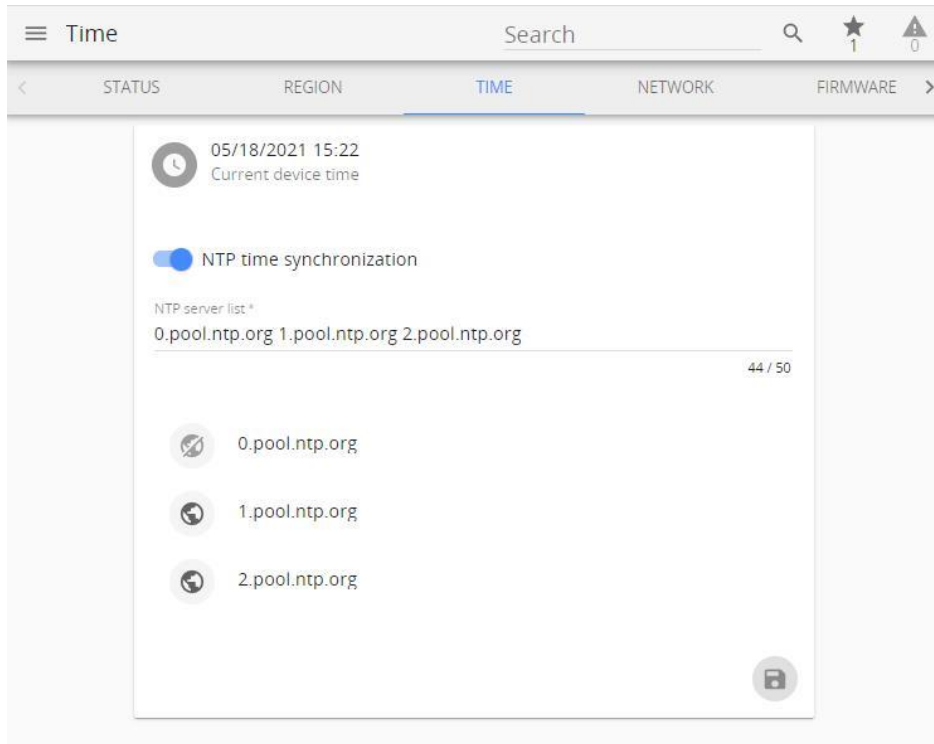 Time
Search
1
0
STATUS REGION TIME NETWORK FIRMWARE
05/18/2021 15:22
Current device time
NTP time synchronization
NTP server list *
0.pool.ntp.org 1.pool.ntp.org 2.pool.ntp.org
44 / 50
0.pool.ntp.org
1.pool.ntp.org
2.pool.ntp.org